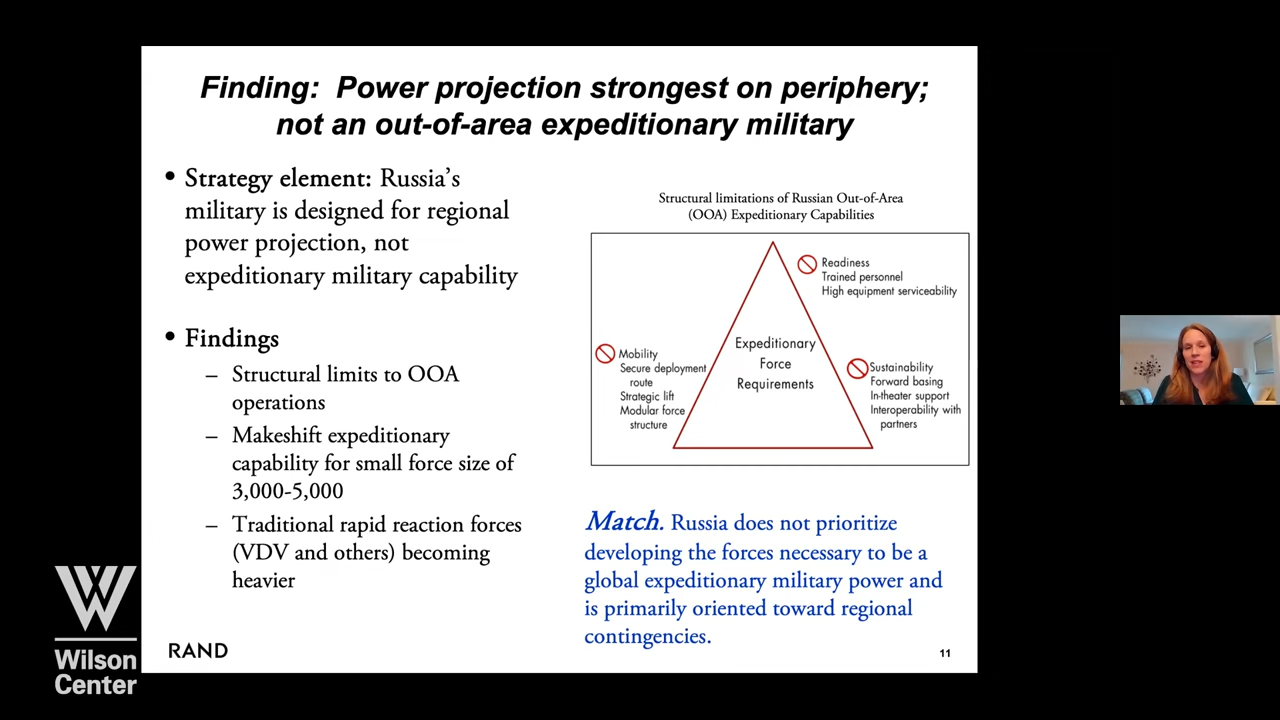 Finding: Power projection strongest on periphery;
not an out-of-area expeditionary military
• Strategy element: Russia's
military is designed for regional
power projection, not
expeditionary military capability
• Findings
– Structural limits to OOA
operations
– Makeshift expeditionary
capability for small force size of
3,000-5,000
– Traditional rapid reaction forces
(VDV and others) becoming
heavier
Structural limitations of Russian Out-of-Area
(OOA) Expeditionary Capabilities
Readiness
Trained personnel
High equipment serviceability
Expeditionary
Force
Requirements
Mobility
Secure deployment
route
Strategic lift
Modular force
structure
Sustainability
Forward basing
In-theater support
Interoperability with
partners
Match. Russia does not prioritize
developing the forces necessary to be a
global expeditionary military power and
is primarily oriented toward regional
contingencies.
RAND
11
Wilson
Center